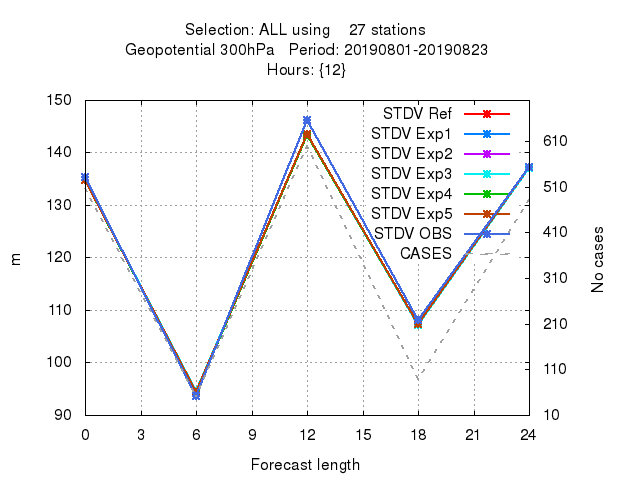 Selection: ALL using    27 stations
Geopotential 300hPa   Period: 20190801-20190823
Hours: {12}
150
140
130
120
110
100
90
m
610
510
410
310
210
110
10
No cases
STDV Ref
STDV Exp1
STDV Exp2
STDV Exp3
STDV Exp4
STDV Exp5
STDV OBS
CASES
0 3 6 9 12 15 18 21 24
Forecast length